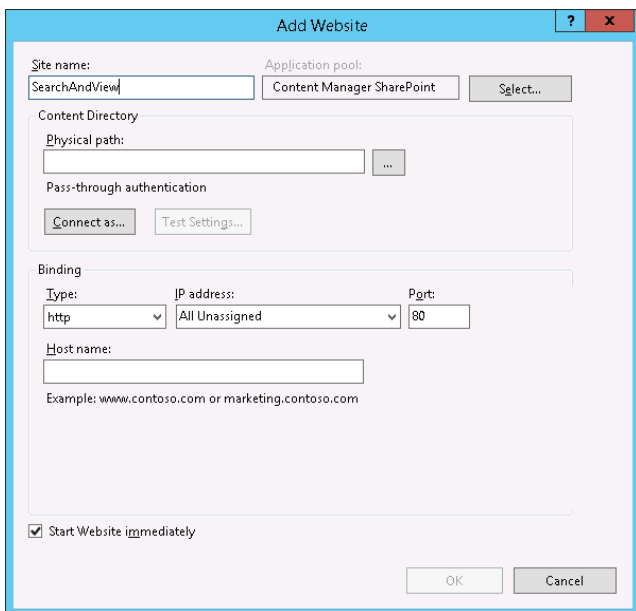 Add Website
?
x
Site name:
Application pool:
SearchAndView
Content Manager SharePoint
Select...
Content Directory
Physical path:
...
Pass-through authentication
Connect as...
Test Settings...
Binding
Type:
IP address:
Port:
http
All Unassigned
80
Host name:
Example: www.contoso.com or marketing.contoso.com
Start Website immediately
OK
Cancel